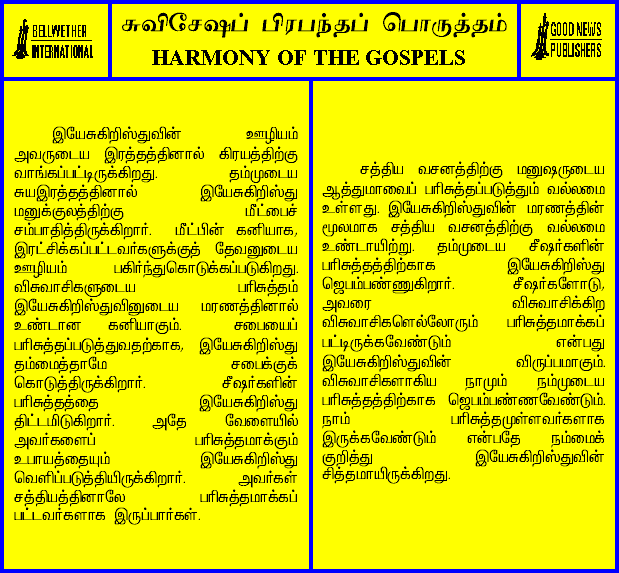 BELLWETHER
INTERNATIONAL
சுவிசேஷப் பிரபந்தப் பொருத்தம்
HARMONY OF THE GOSPELS
GOOD NEWS
PUBLISHERS
இயேசுகிறிஸ்துவின் ஊழியம்
அவருடைய இரத்தத்தினால் கிரயத்திற்கு
வாங்கப்பட்டிருக்கிறது. தம்முடைய
சுயஇரத்தத்தினால் இயேசுகிறிஸ்து
மனுக்குலத்திற்கு மீட்பைச்
சம்பாதித்திருக்கிறார். மீட்பின் கனியாக,
இரட்சிக்கப்பட்டவர்களுக்குத் தேவனுடைய
ஊழியம் பகிர்ந்துகொடுக்கப்படுகிறது.
விசுவாசிகளுடைய பரிசுத்தம்
இயேசுகிறிஸ்துவினுடைய மரணத்தினால்
உண்டான கனியாகும். சபையைப்
பரிசுத்தப்படுத்துவதற்காக, இயேசுகிறிஸ்து
தம்மைத்தாமே சபைக்குக்
கொடுத்திருக்கிறார். சீஷர்களின்
பரிசுத்தத்தை இயேசுகிறிஸ்து
திட்டமிடுகிறார். அதே வேளையில்
அவர்களைப் பரிசுத்தமாக்கும்
உபாயத்தையும் இயேசுகிறிஸ்து
வெளிப்படுத்தியிருக்கிறார். அவர்கள்
சத்தியத்தினாலே பரிசுத்தமாக்கப்
பட்டவர்களாக இருப்பார்கள்.
சத்திய வசனத்திற்கு மனுஷருடைய
ஆத்துமாவைப் பரிசுத்தப்படுத்தும் வல்லமை
உள்ளது. இயேசுகிறிஸ்துவின் மரணத்தின்
மூலமாக சத்திய வசனத்திற்கு வல்லமை
உண்டாயிற்று. தம்முடைய சீஷர்களின்
பரிசுத்தத்திற்காக இயேசுகிறிஸ்து
ஜெபம்பண்ணுகிறார். சீஷர்களோடு,
அவரை விசுவாசிக்கிற
விசுவாசிகளெல்லோரும் பரிசுத்தமாக்கப்
பட்டிருக்கவேண்டும் என்பது
இயேசுகிறிஸ்துவின் விருப்பமாகும்.
விசுவாசிகளாகிய நாமும் நம்முடைய
பரிசுத்தத்திற்காக ஜெபம்பண்ணவேண்டும்.
நாம் பரிசுத்தமுள்ளவர்களாக
இருக்கவேண்டும் என்பதே நம்மைக்
குறித்து இயேசுகிறிஸ்துவின்
சித்தமாயிருக்கிறது.